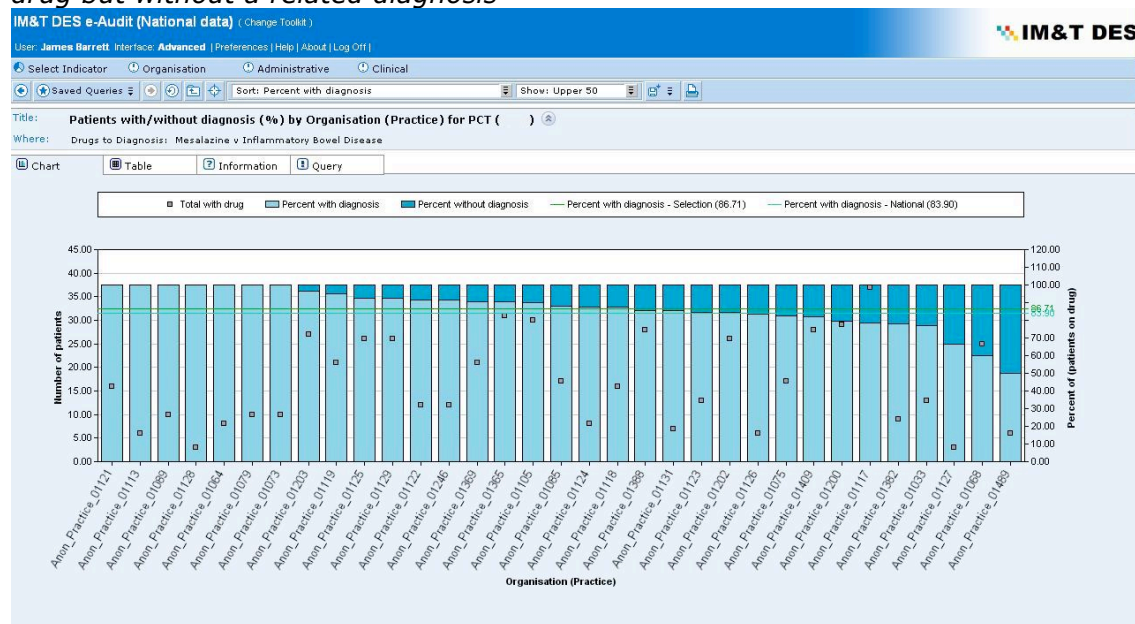 drug but without a related diagnosis
IM&T DES e-Audit (National data) ( Change Toolkit )
IM&T DES
User: James Barrett Interface: Advanced | Preferences | Help | About | Log Off |
Select Indicator Organisation Administrative Clinical
Saved Queries Sort: Percent with diagnosis Show: Upper 50
Title: Patients with/without diagnosis (%) by Organisation (Practice) for PCT ( )
Where: Drugs to Diagnosis: Mesalazine v Inflammatory Bowel Disease
Chart Table Information Query
Total with drug Percent with diagnosis Percent without diagnosis Percent with diagnosis - Selection (86.71) Percent with diagnosis - National (83.90)
45.00
40.00
35.00
30.00
25.00
20.00
15.00
10.00
5.00
0.00
Number of patients
120.00
110.00
100.00
86.71
83.90
70.00
60.00
50.00
40.00
30.00
20.00
10.00
0.00
Percent of (patients on drug)
Anon_Practice_01121
Anon_Practice_01113
Anon_Practice_01089
Anon_Practice_01128
Anon_Practice_01064
Anon_Practice_01079
Anon_Practice_01073
Anon_Practice_01203
Anon_Practice_01119
Anon_Practice_01125
Anon_Practice_01129
Anon_Practice_01122
Anon_Practice_01246
Anon_Practice_01369
Anon_Practice_01365
Anon_Practice_01105
Anon_Practice_01095
Anon_Practice_01124
Anon_Practice_01118
Anon_Practice_01388
Anon_Practice_01131
Anon_Practice_01123
Anon_Practice_01202
Anon_Practice_01126
Anon_Practice_01075
Anon_Practice_01409
Anon_Practice_01200
Anon_Practice_01117
Anon_Practice_01382
Anon_Practice_01033
Anon_Practice_01127
Anon_Practice_01068
Anon_Practice_01489
Organisation (Practice)